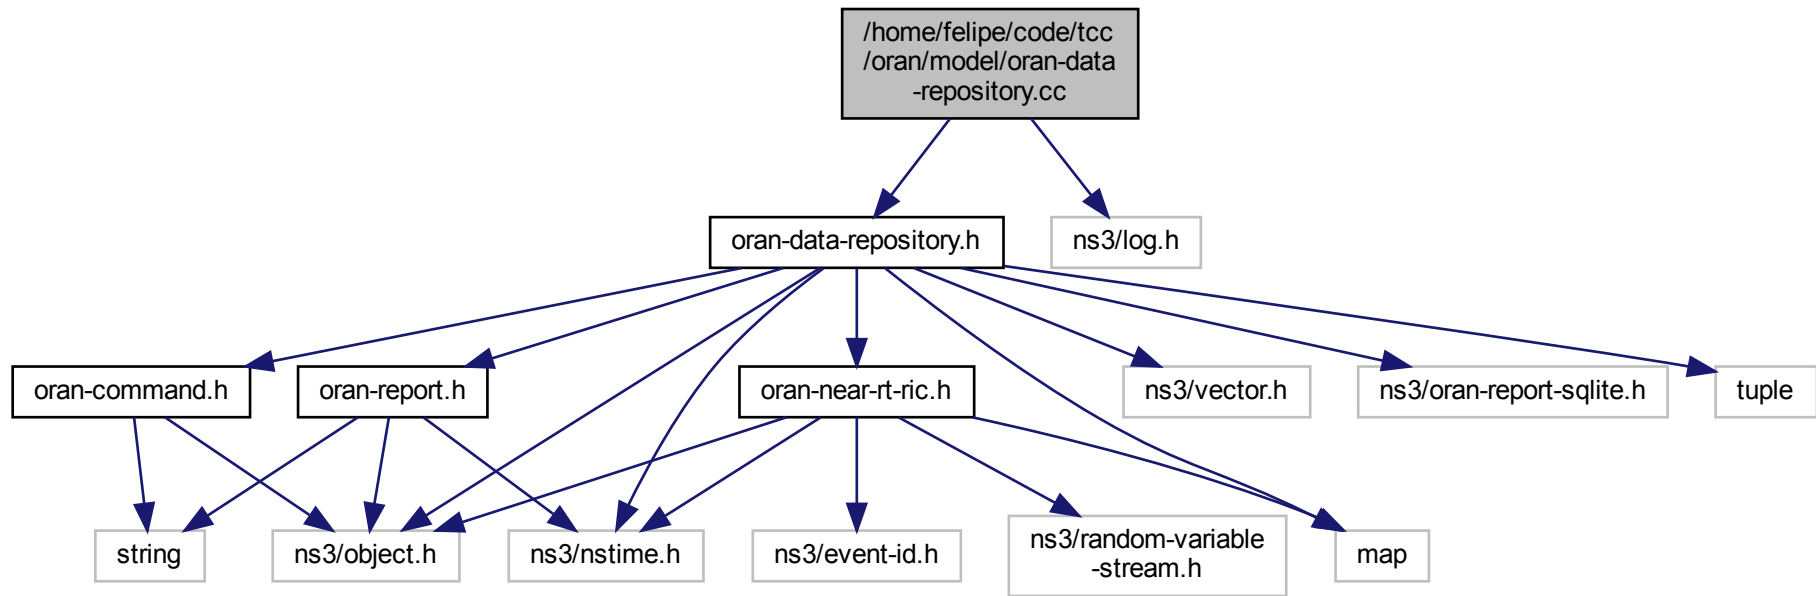 /home/felipe/code/tcc
/oran/model/oran-data
-repository.cc
oran-data-repository.h
ns3/log.h
oran-command.h
oran-report.h
oran-near-rt-ric.h
ns3/vector.h
ns3/oran-report-sqlite.h
tuple
string
ns3/object.h
ns3/nstime.h
ns3/event-id.h
ns3/random-variable
-stream.h
map